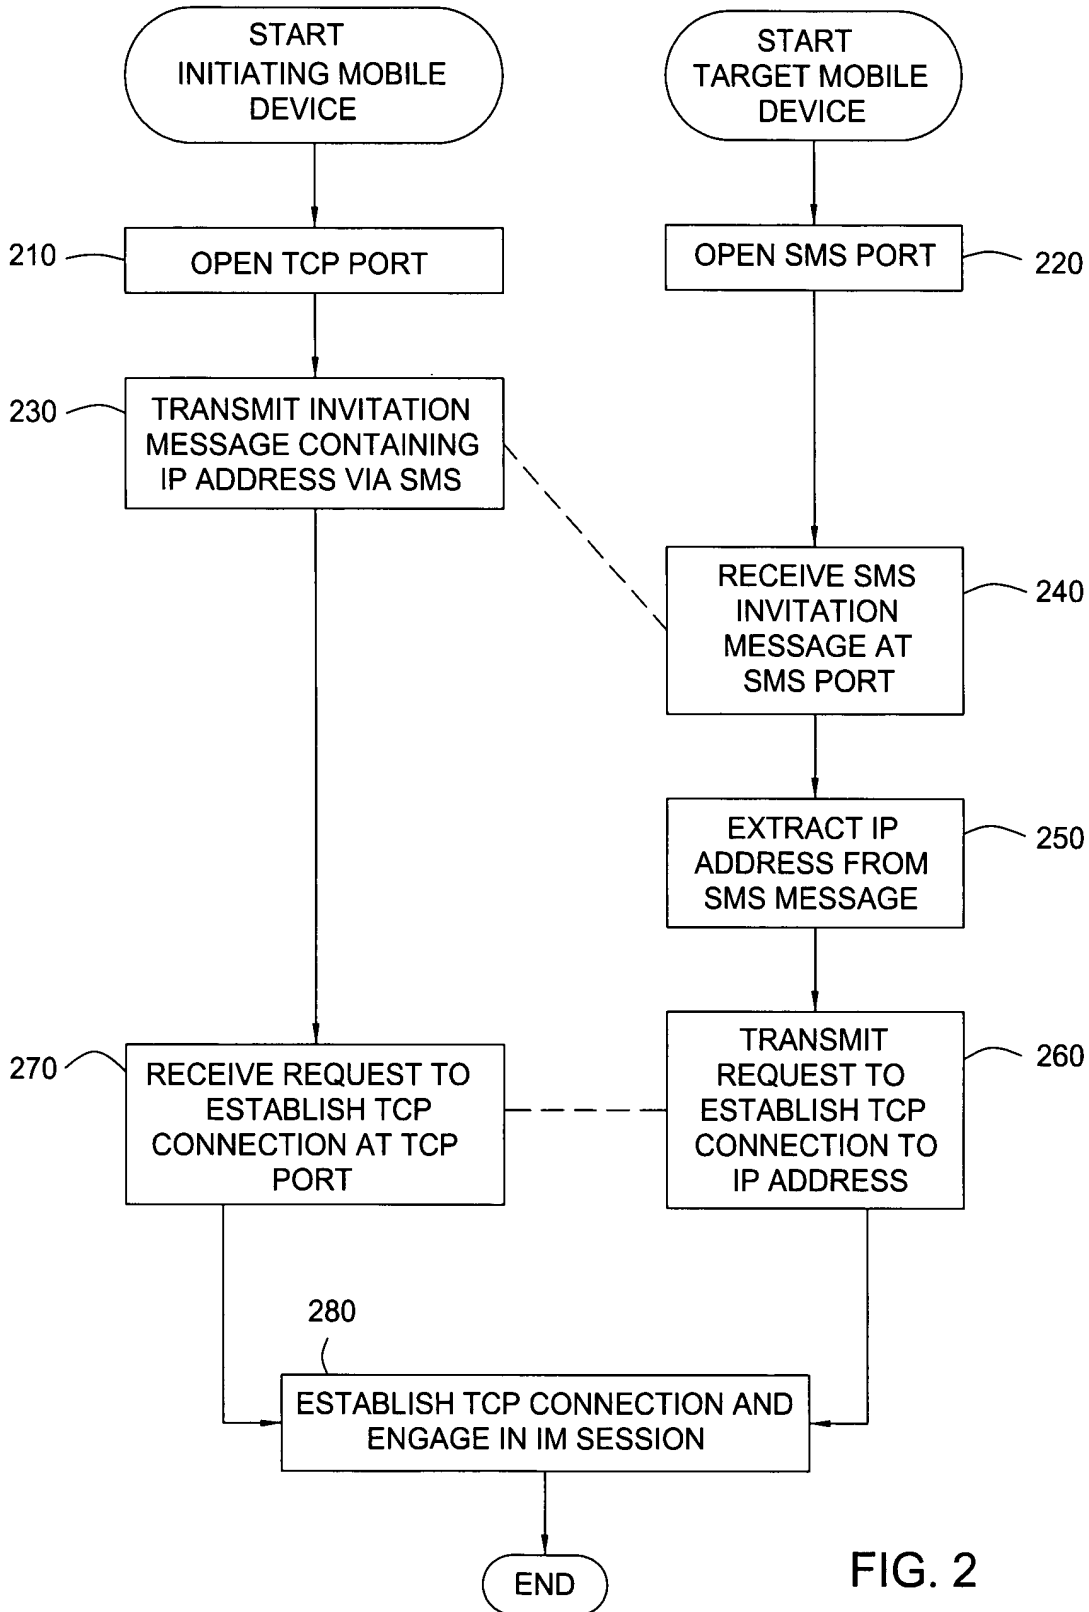 START
INITIATING MOBILE
DEVICE
START
TARGET MOBILE
DEVICE
210
OPEN TCP PORT
OPEN SMS PORT
220
230
TRANSMIT INVITATION
MESSAGE CONTAINING
IP ADDRESS VIA SMS
RECEIVE SMS
INVITATION
MESSAGE AT
SMS PORT
240
EXTRACT IP
ADDRESS FROM
SMS MESSAGE
250
270
RECEIVE REQUEST TO
ESTABLISH TCP
CONNECTION AT TCP
PORT
TRANSMIT
REQUEST TO
ESTABLISH TCP
CONNECTION TO
IP ADDRESS
260
280
ESTABLISH TCP CONNECTION AND
ENGAGE IN IM SESSION
END
FIG. 2